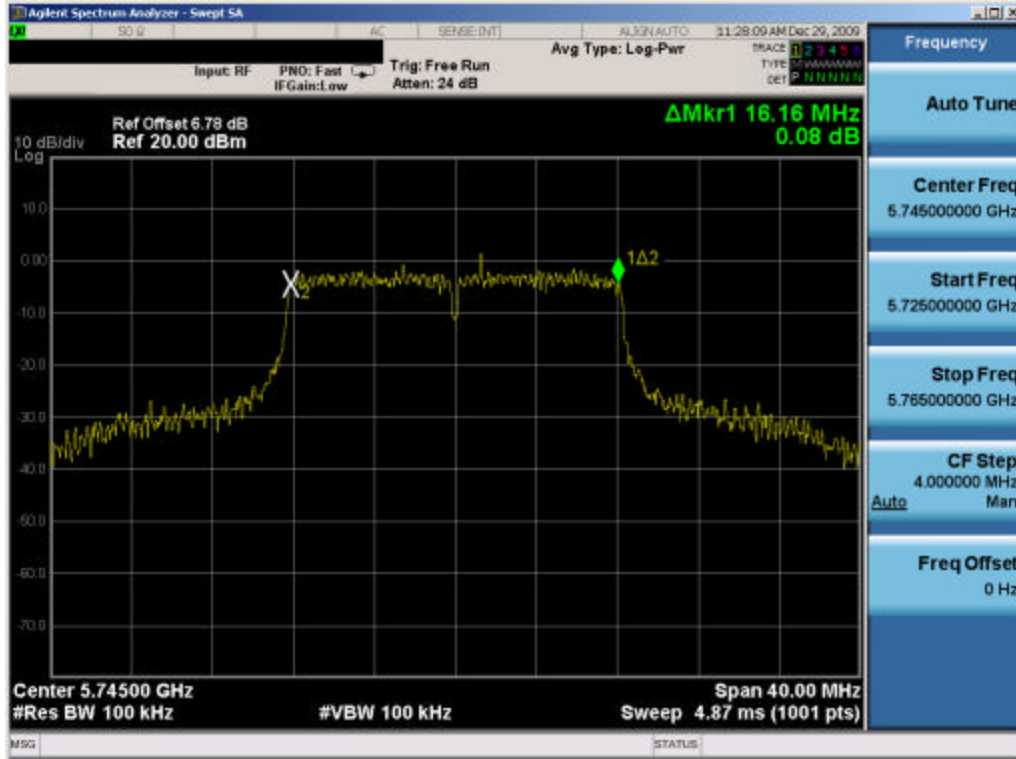 Agilent Spectrum Analyzer - Swept SA
50 Ω AC SENSE:INT ALIGN AUTO 11:28:09 AM Dec 29, 2009
Input: RF PNO: Fast IFGain:Low
Trig: Free Run
Atten: 24 dB
Avg Type: Log-Pwr
TRACE 1 2 3 4 5 6
TYPE MWWWWW
DET P N N N N N
ΔMkr1 16.16 MHz
0.08 dB
Ref Offset 6.78 dB
10 dB/div Ref 20.00 dBm
Log
10.0
0.00
-10.0
-20.0
-30.0
-40.0
-50.0
-60.0
-70.0
2
1Δ2
Center 5.74500 GHz Span 40.00 MHz
#Res BW 100 kHz #VBW 100 kHz Sweep 4.87 ms (1001 pts)
MSG STATUS
Frequency
Auto Tune
Center Freq
5.745000000 GHz
Start Freq
5.725000000 GHz
Stop Freq
5.765000000 GHz
CF Step
4.000000 MHz
Auto Man
Freq Offset
0 Hz